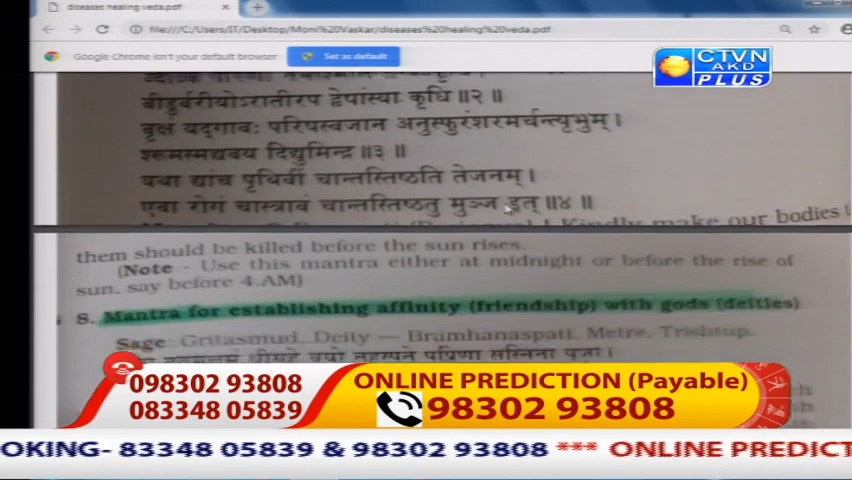 diseases healing veda.pdf
file:///C:/Users/IT/Desktop/Moni%20Vaskar/diseases%20healing%20veda.pdf
Google Chrome isn't your default browser
Set as default
CTVN
AKD
PLUS
वीडुर्वरीयोऽरातीरप द्वेषांस्या कृधि ॥२॥
वृक्षं यद्गावः परिषस्वजान अनुस्फुरंशरमर्चन्त्यृभुम् ।
शरूमस्मद्यवय दिद्युमिन्द्र ॥३॥
यथा द्यांच पृथिवीं चान्तस्तिष्ठति तेजनम् ।
एवा रोगं चास्त्रावं चान्तस्तिष्ठतु मुञ्ज इत् ॥४॥
Kindly make our bodies
them should be killed before the sun rises.
(Note - Use this mantra either at midnight or before the rise of
sun, say before 4.AM)
8. Mantra for establishing affinity (friendship) with gods (deities)
Sage: Gritasmud, Deity — Bramhanaspati, Metre, Trishtup.
098302 93808
083348 05839
ONLINE PREDICTION (Payable)
98302 93808
OKING- 83348 05839 & 98302 93808 *** ONLINE PREDICT